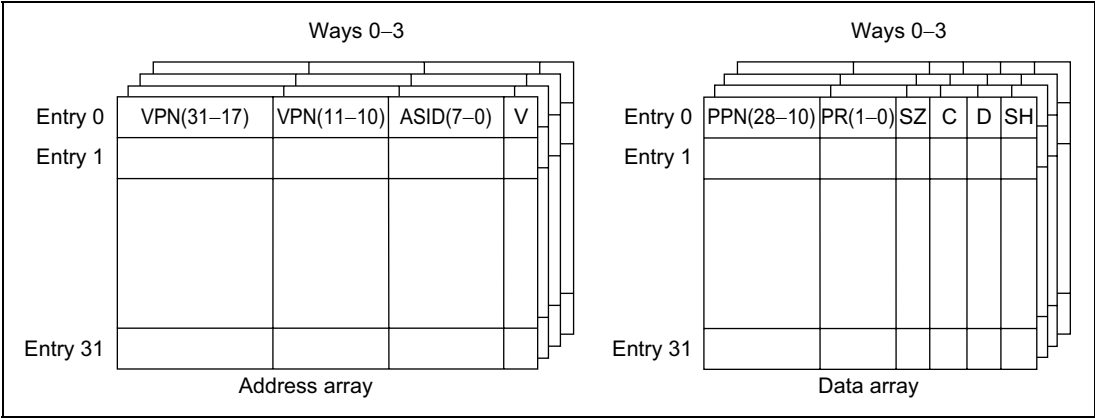 Ways 0–3
Entry 0 VPN(31–17) VPN(11–10) ASID(7–0) V
Entry 1
Entry 31
Address array
Ways 0–3
Entry 0 PPN(28–10) PR(1–0) SZ C D SH
Entry 1
Entry 31
Data array